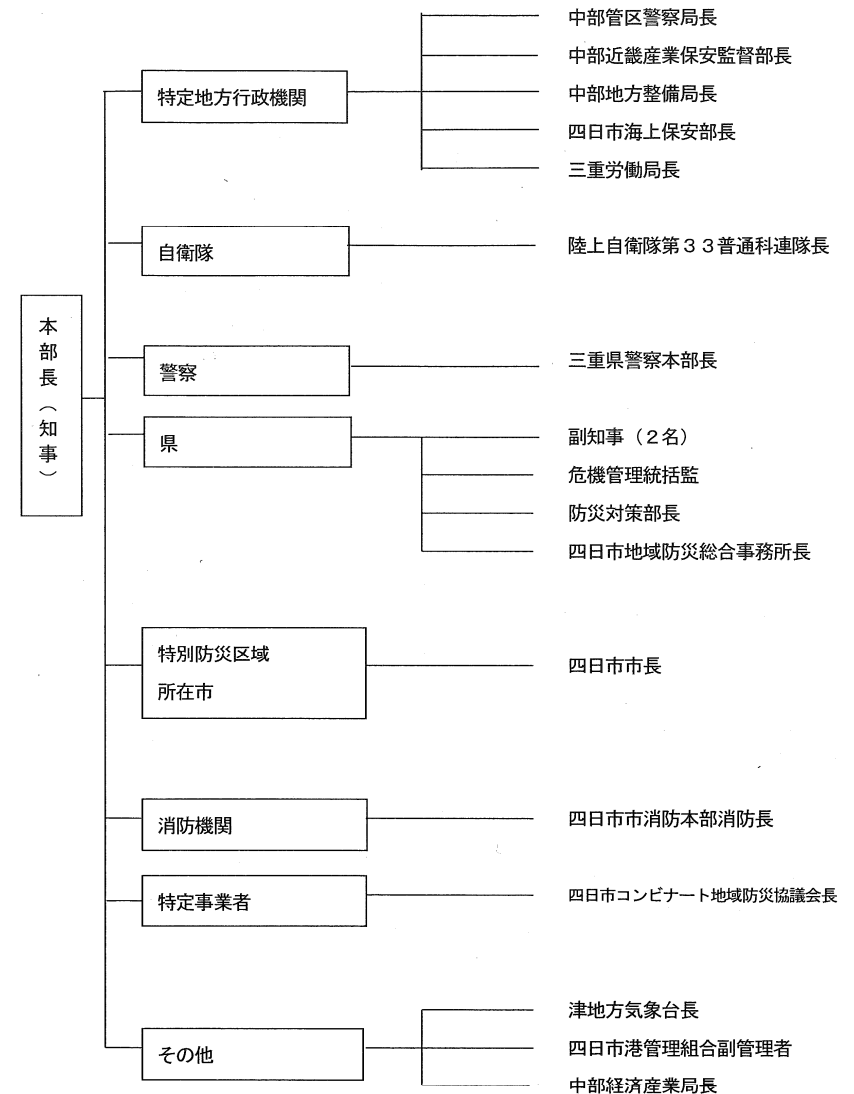 本部長（知事）
特定地方行政機関
中部管区警察局長
中部近畿産業保安監督部長
中部地方整備局長
四日市海上保安部長
三重労働局長
自衛隊
陸上自衛隊第３３普通科連隊長
警察
三重県警察本部長
県
副知事（２名）
危機管理統括監
防災対策部長
四日市地域防災総合事務所長
特別防災区域
所在市
四日市市長
消防機関
四日市市消防本部消防長
特定事業者
四日市コンビナート地域防災協議会長
その他
津地方気象台長
四日市港管理組合副管理者
中部経済産業局長